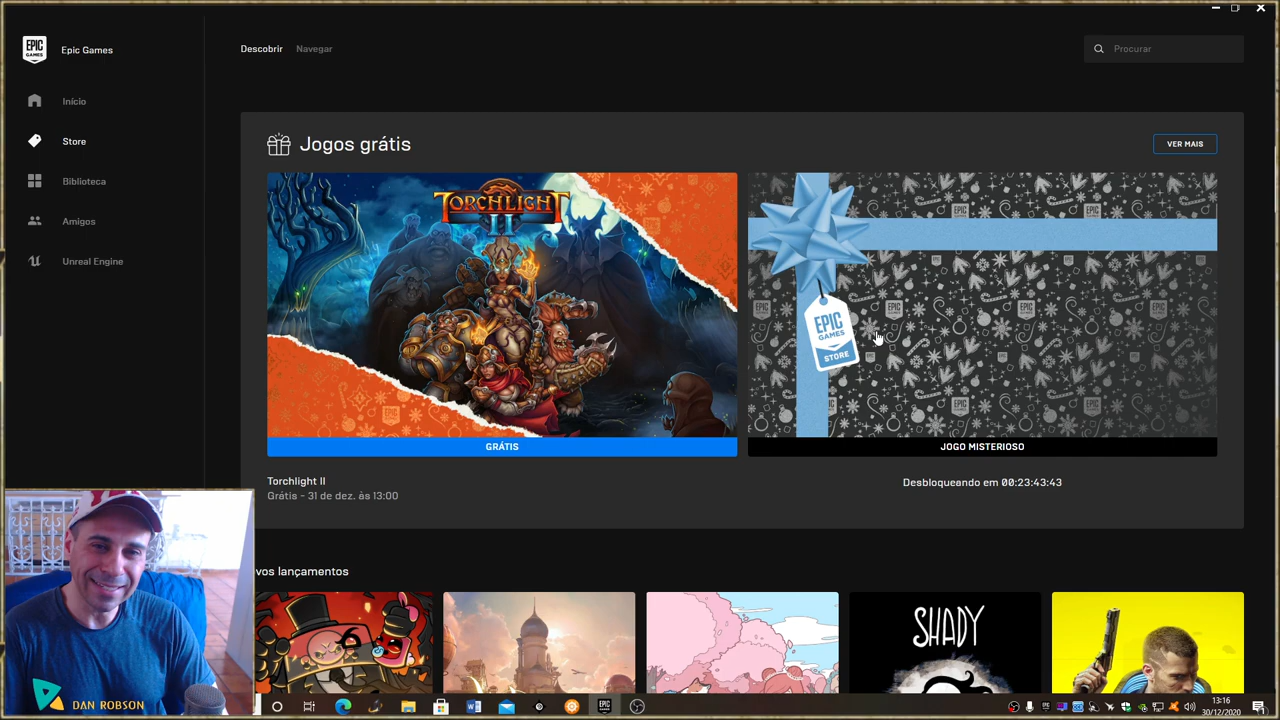 EPIC
GAMES
Epic Games
Descobrir
Navegar
Procurar
Início
Store
Biblioteca
Amigos
Unreal Engine
Jogos grátis
VER MAIS
TORCHLIGHT
II
EPIC
GAMES
STORE
GRÁTIS
JOGO MISTERIOSO
Torchlight II
Grátis - 31 de dez. às 13:00
Desbloqueando em 00:23:43:43
vos lançamentos
SHADY
DAN ROBSON
13:16
30/12/2020